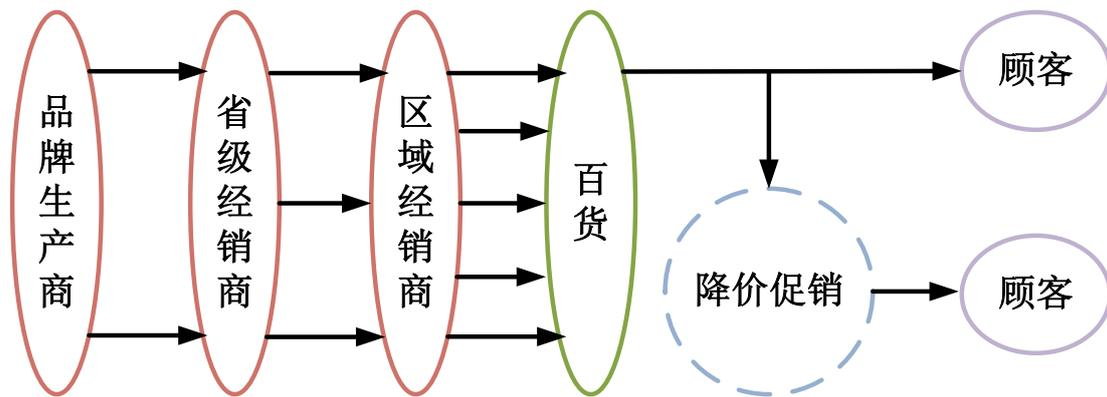 品牌生产商
省级经销商
区域经销商
百货
顾客
降价促销
顾客